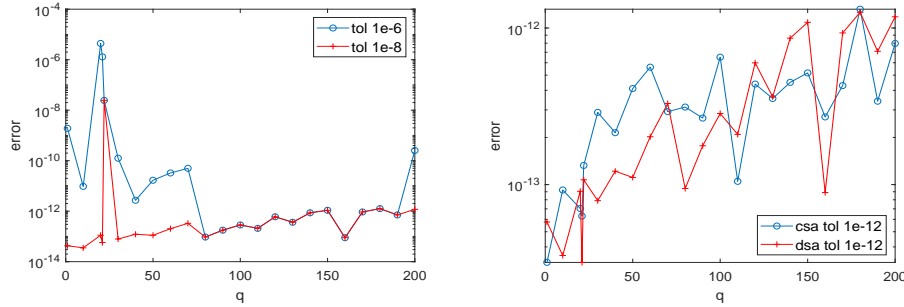 10^-4
10^-6
10^-8
10^-10
10^-12
10^-14
error
0 50 100 150 200
q
tol 1e-6
tol 1e-8
10^-12
10^-13
error
0 50 100 150 200
q
csa tol 1e-12
dsa tol 1e-12